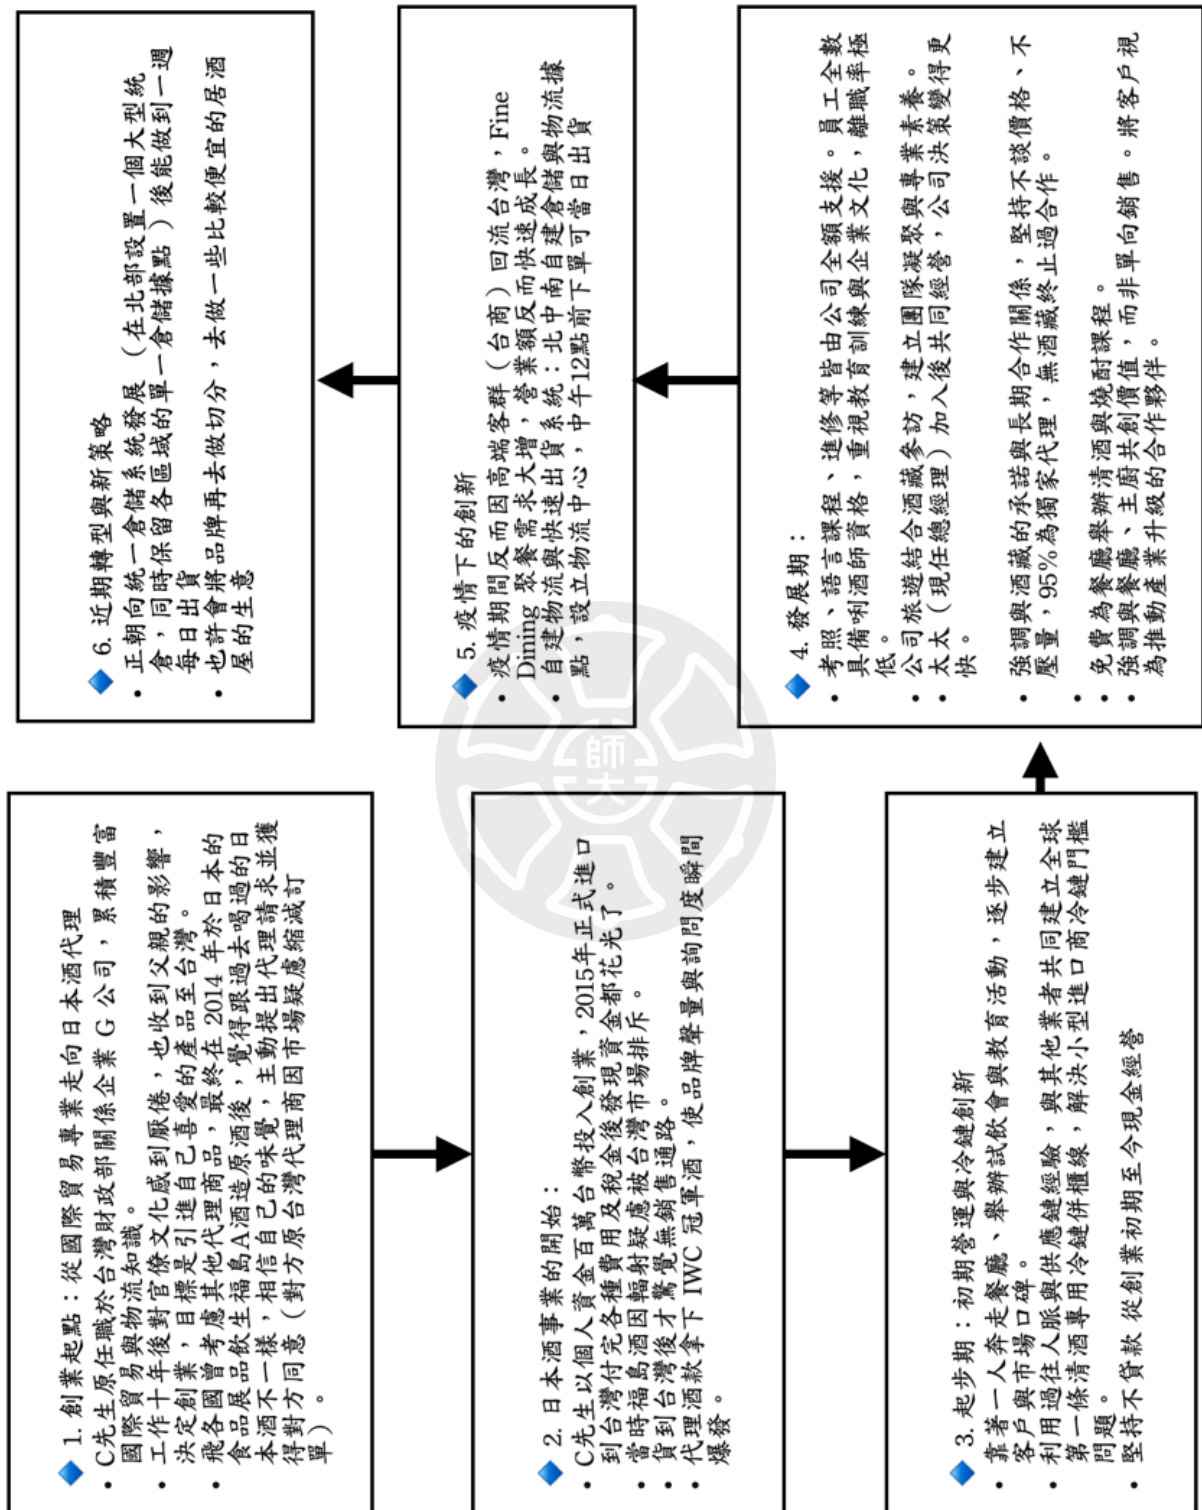 🔷 1. 創業起點：從國際貿易專業走向日本酒代理
• C先生原任職於台灣財政部關係企業 G 公司，累積豐富
國際貿易與物流知識。
• 工作十年後對官僚文化感到厭倦，也收到父親的影響，
決定創業，目標是引進自己喜愛的產品至台灣。
• 飛各國曾考慮其他代理商品，最終在 2014 年於日本的
食品展品飲生福島A酒造原酒後，覺得跟過去喝過的日
本酒不一樣，相信自己的味覺，主動提出代理請求並獲
得對方同意（對方原台灣代理商因市場疑慮縮減訂
單）。
🔷 2. 日本酒事業的開始：
• C先生以個人資金百萬台幣投入創業，2015年正式進口
到台灣付完各種費用及稅金後發現資金都花光了。
• 當時福島酒因輻射疑慮被台灣市場排斥。
• 貨到台灣後才驚覺無銷售通路。
• 代理酒款拿下 IWC 冠軍酒，使品牌聲量與詢問度瞬間
爆發。
🔷 3. 起步期：初期營運與冷鏈創新
• 靠著一人奔走餐廳、舉辦試飲會與教育活動，逐步建立
客戶與市場口碑。
• 利用過往人脈與供應鏈經驗，與其他業者共同建立全球
第一條清酒專用冷鏈併櫃線，解決小型進口商冷鏈門檻
問題。
• 堅持不貸款 從創業初期至今現金經營
🔷 4. 發展期：
• 考照、語言課程、進修等皆由公司全額支援。員工全數
具備唎酒師資格，重視教育訓練與企業文化，離職率極
低。
• 公司旅遊結合酒藏參訪，建立團隊凝聚與專業素養。
• 太太（現任總經理）加入後共同經營，公司決策變得更
快。
• 強調與酒藏的承諾與長期合作關係，堅持不談價格、不
壓量，95%為獨家代理，無酒藏終止過合作。
•
• 免費為餐廳舉辦清酒與燒酎課程。
• 強調與餐廳、主廚共創價值，而非單向銷售。將客戶視
為推動產業升級的合作夥伴。
🔷 5. 疫情下的創新
• 疫情期間反而因高端客群（台商）回流台灣，Fine
Dining 聚餐需求大增，營業額反而快速成長。
• 自建物流與快速出貨系統：北中南自建倉儲與物流據
點，設立物流中心，中午12點前下單可當日出貨
🔷 6. 近期轉型與新策略
• 正朝向統一倉儲系統發展 （在北部設置一個大型統
倉，同時保留各區域的單一倉儲據點）後能做到一週
每日出貨
• 也許會將品牌再去做切分，去做一些比較便宜的居酒
屋的生意
師大